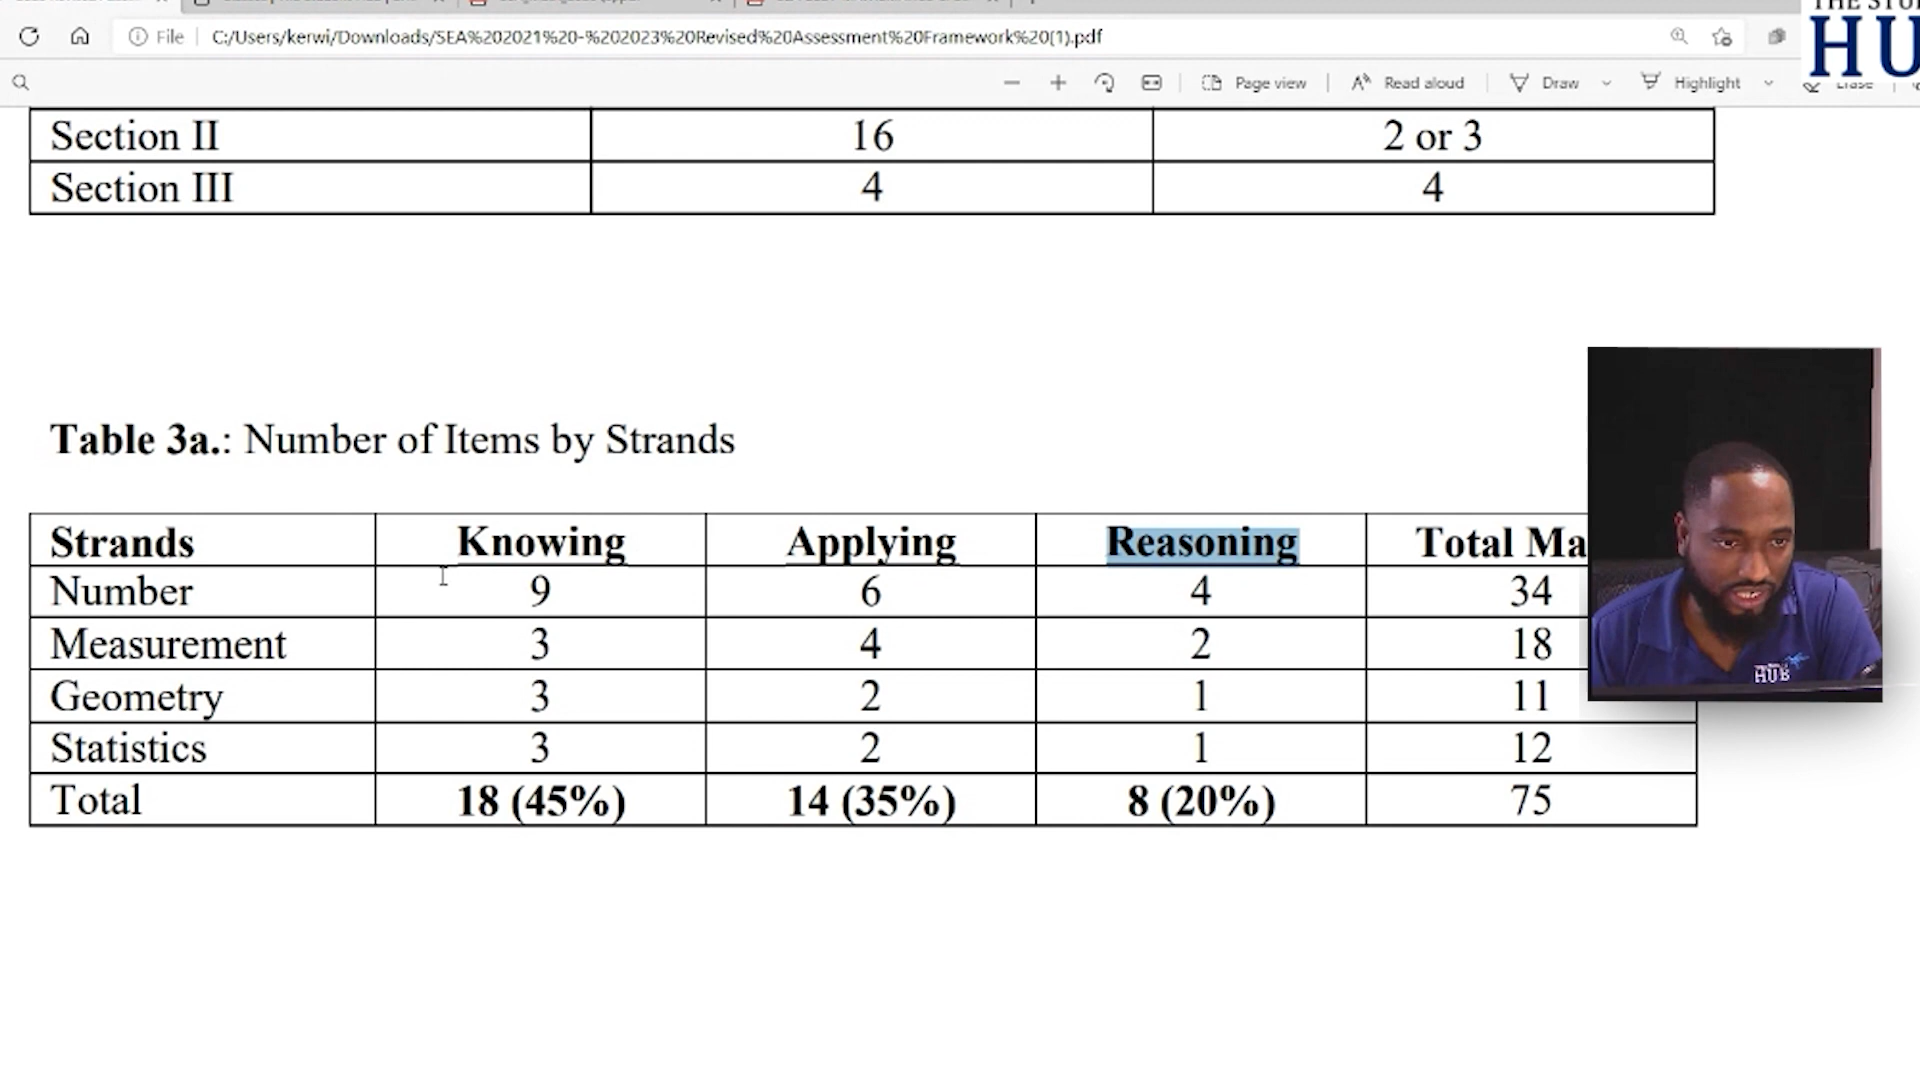 THE STU
HU
File
C:/Users/kerwi/Downloads/SEA%202021%20-%202023%20Revised%20Assessment%20Framework%20(1).pdf
Page view Read aloud Draw Highlight Erase
Section II 16 2 or 3
Section III 4 4
Table 3a.: Number of Items by Strands
Strands Knowing Applying Reasoning Total Ma
Number 9 6 4 34
Measurement 3 4 2 18
Geometry 3 2 1 11
Statistics 3 2 1 12
Total 18 (45%) 14 (35%) 8 (20%) 75
HUB